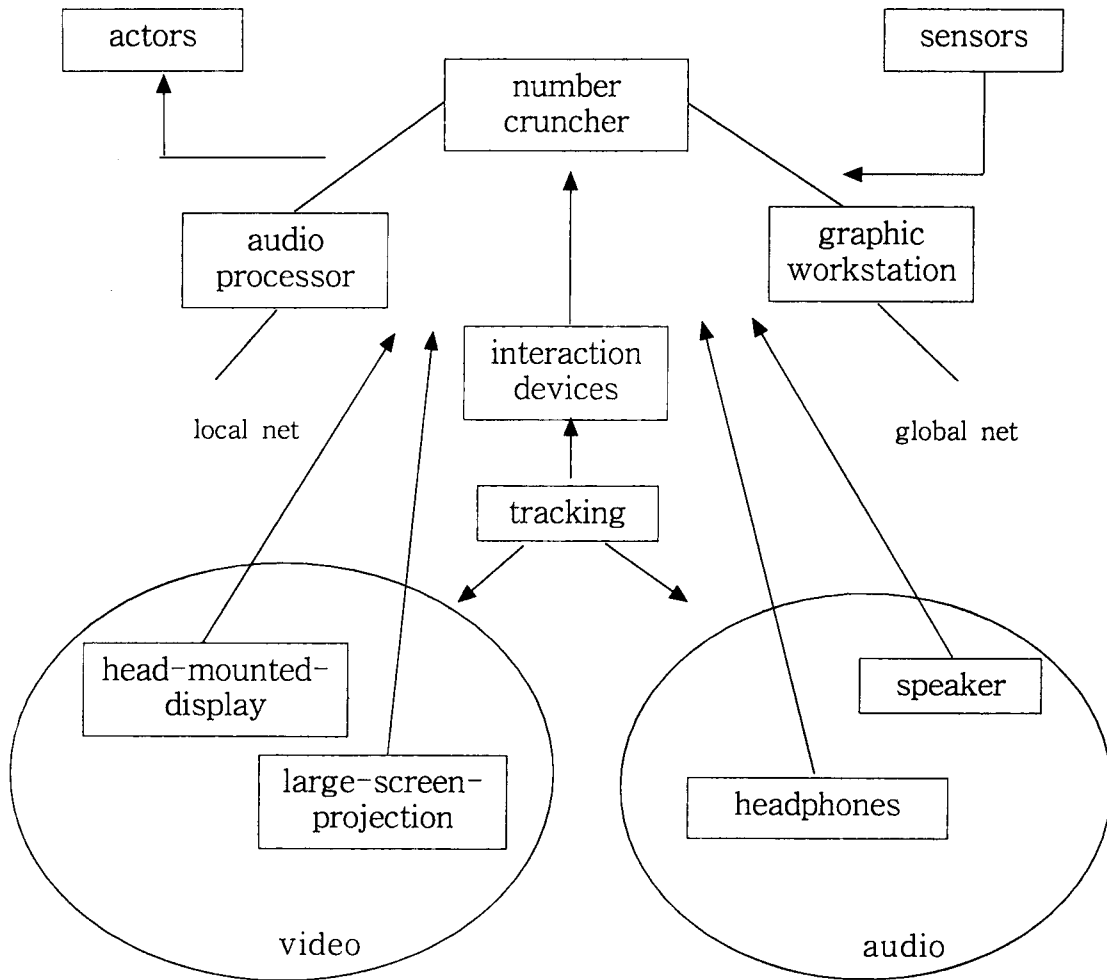 actors
sensors
number
cruncher
audio
processor
graphic
workstation
interaction
devices
local net
global net
tracking
head-mounted-
display
speaker
large-screen-
projection
headphones
video
audio